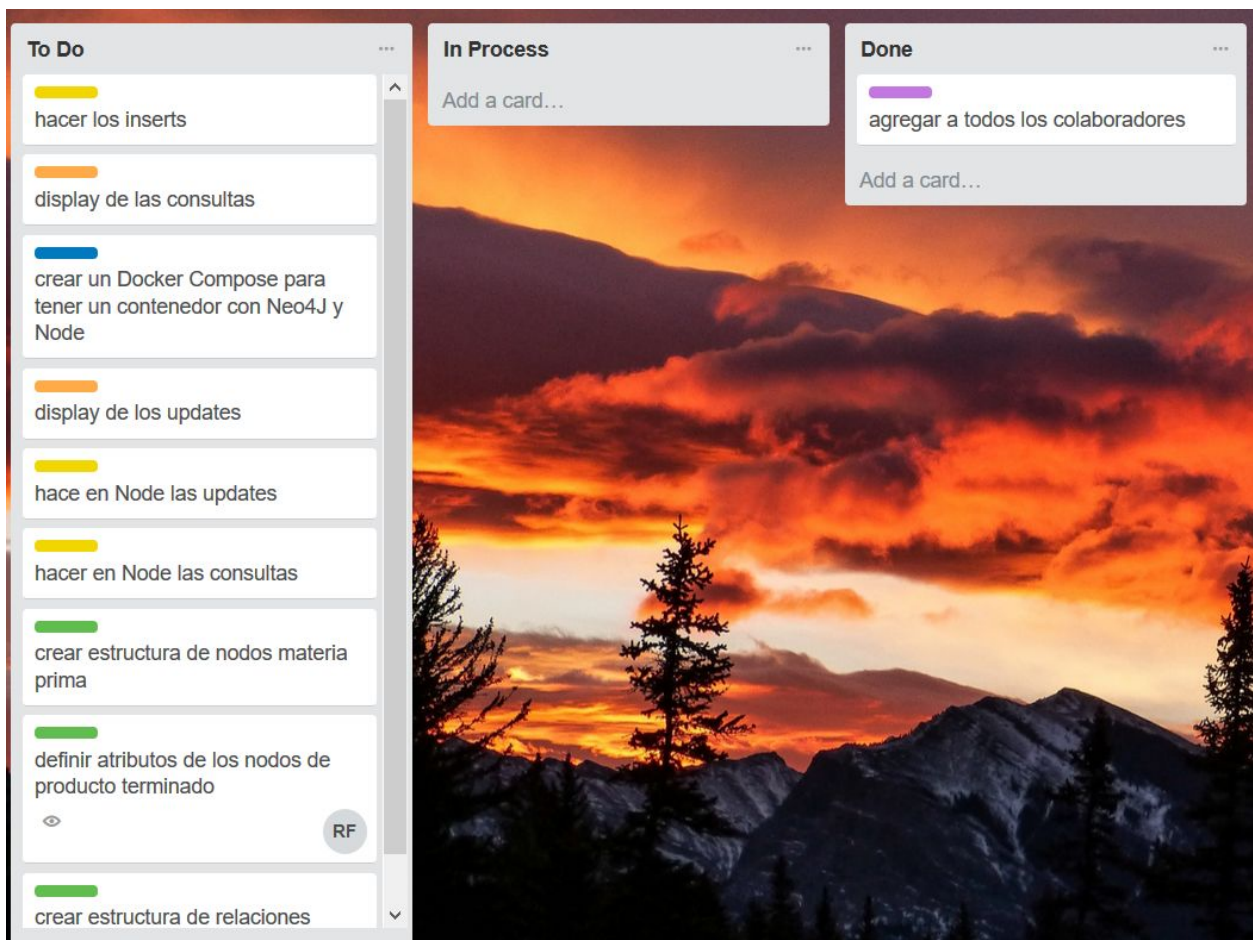 To Do
hacer los inserts
display de las consultas
crear un Docker Compose para
tener un contenedor con Neo4J y
Node
display de los updates
hace en Node las updates
hacer en Node las consultas
crear estructura de nodos materia
prima
definir atributos de los nodos de
producto terminado
RF
crear estructura de relaciones
In Process
Add a card…
Done
agregar a todos los colaboradores
Add a card…